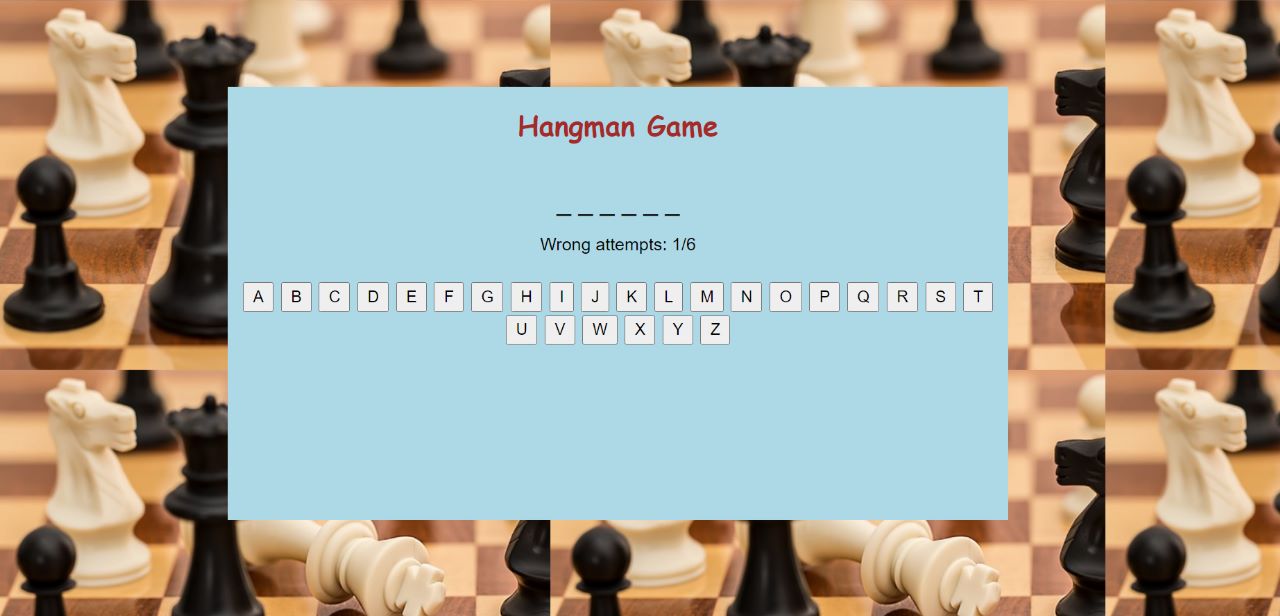 Hangman Game
_ _ _ _ _ _
Wrong attempts: 1/6
A B C D E F G H I J K L M N O P Q R S T
U V W X Y Z